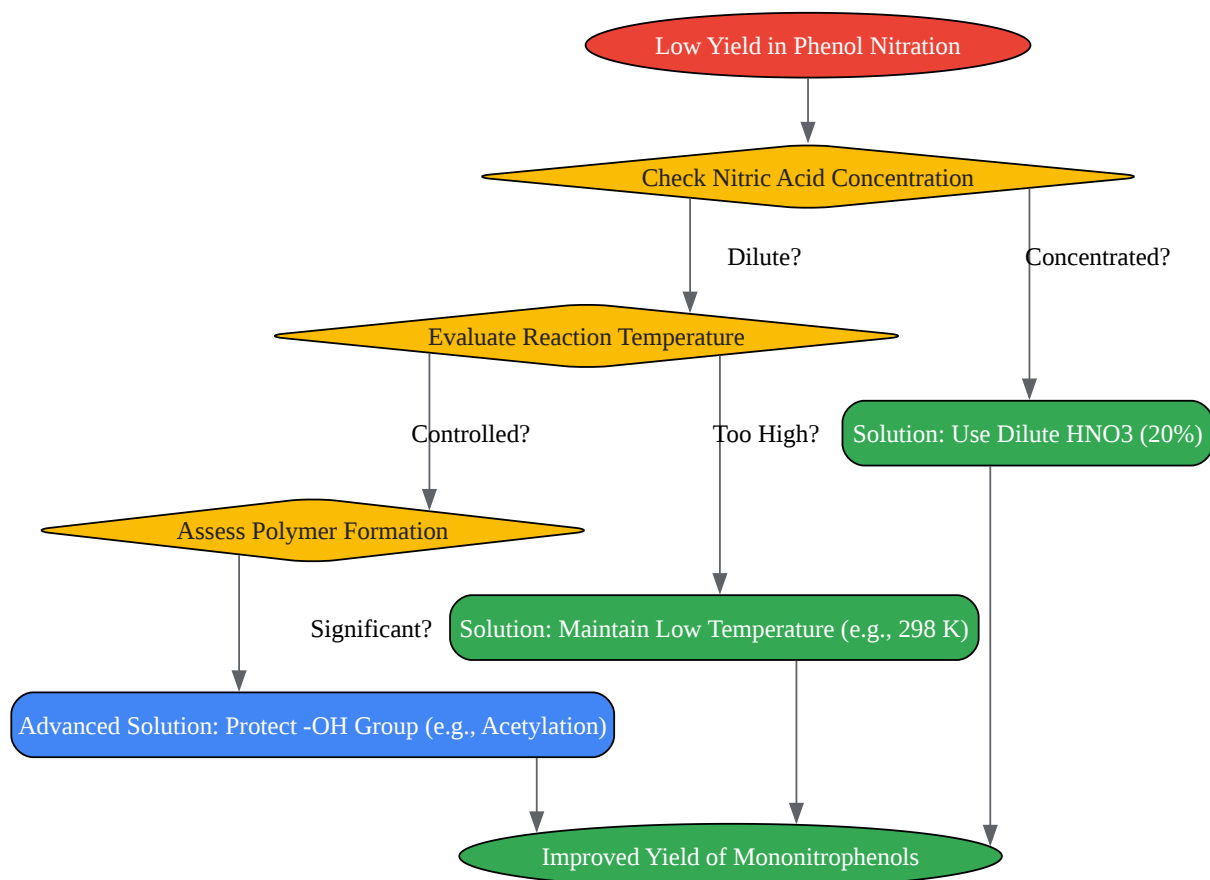 Low Yield in Phenol Nitration
Check Nitric Acid Concentration
Dilute?
Concentrated?
Evaluate Reaction Temperature
Controlled?
Too High?
Solution: Use Dilute HNO3 (20%)
Assess Polymer Formation
Significant?
Solution: Maintain Low Temperature (e.g., 298 K)
Advanced Solution: Protect -OH Group (e.g., Acetylation)
Improved Yield of Mononitrophenols